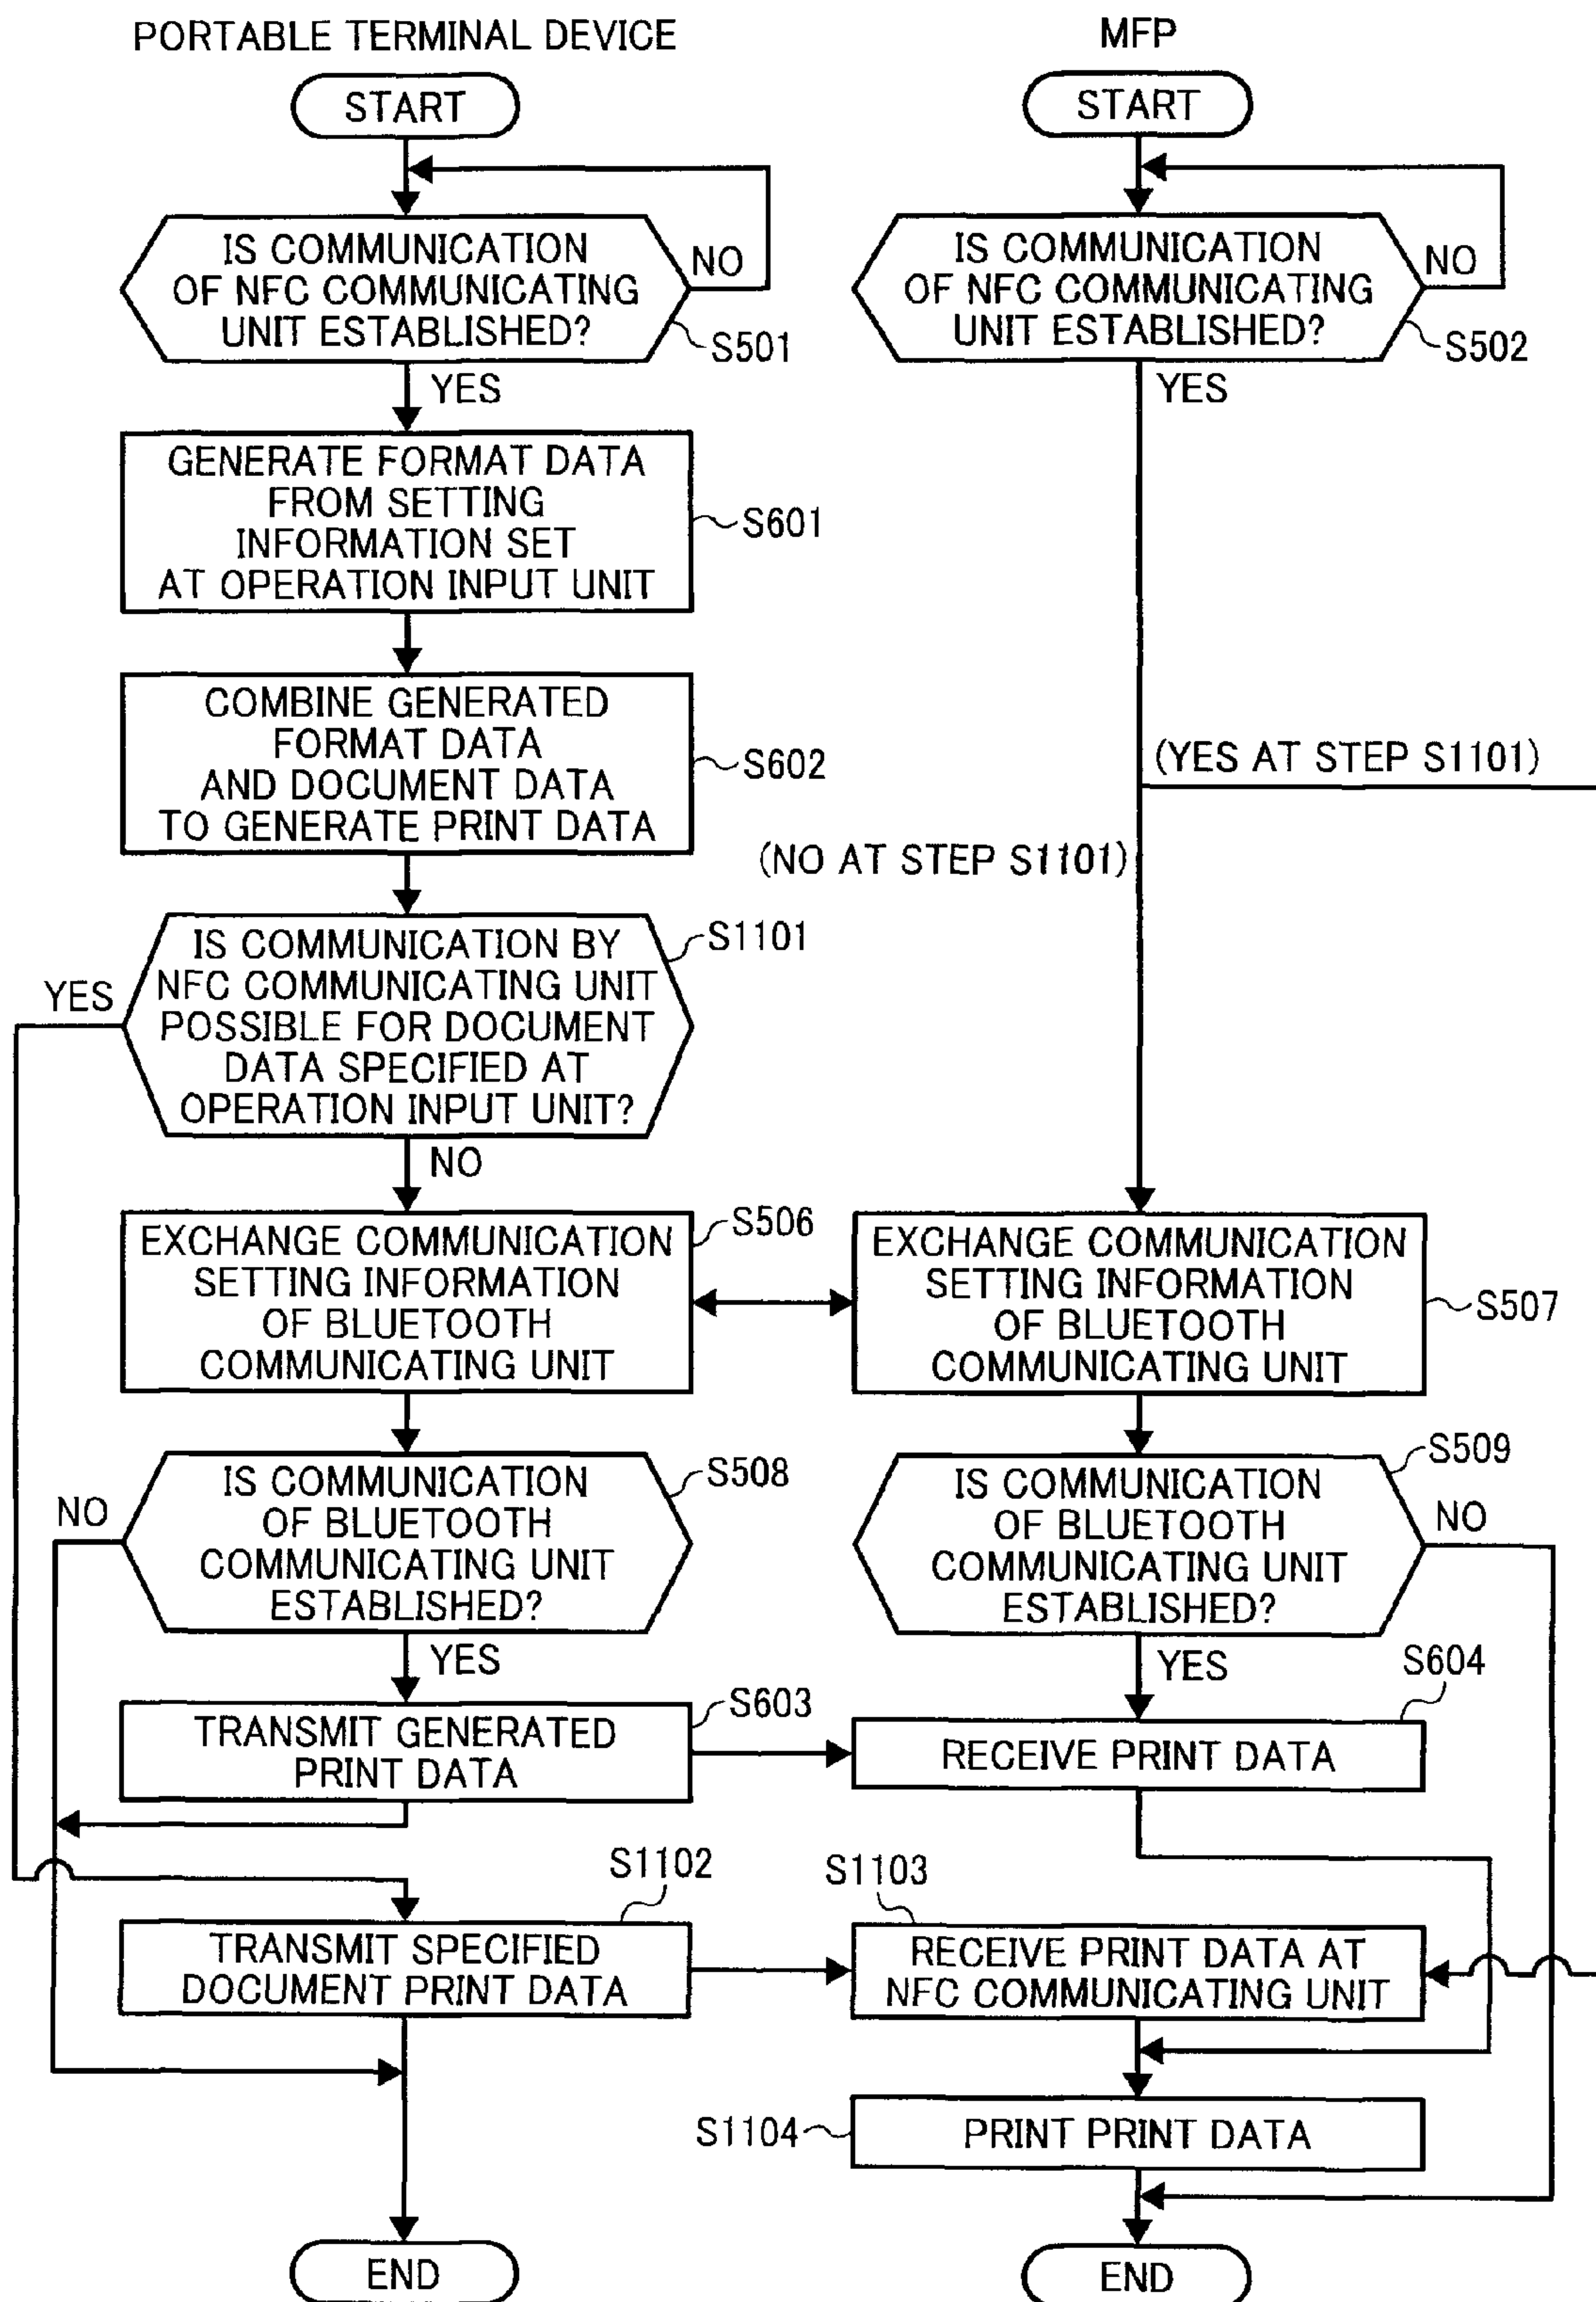 PORTABLE TERMINAL DEVICE
MFP
START
START
IS COMMUNICATION
OF NFC COMMUNICATING
UNIT ESTABLISHED?
NO
S501
YES
IS COMMUNICATION
OF NFC COMMUNICATING
UNIT ESTABLISHED?
NO
S502
YES
GENERATE FORMAT DATA
FROM SETTING
INFORMATION SET
AT OPERATION INPUT UNIT
S601
COMBINE GENERATED
FORMAT DATA
AND DOCUMENT DATA
TO GENERATE PRINT DATA
S602
(YES AT STEP S1101)
(NO AT STEP S1101)
IS COMMUNICATION BY
NFC COMMUNICATING UNIT
POSSIBLE FOR DOCUMENT
DATA SPECIFIED AT
OPERATION INPUT UNIT?
S1101
YES
NO
EXCHANGE COMMUNICATION
SETTING INFORMATION
OF BLUETOOTH
COMMUNICATING UNIT
S506
EXCHANGE COMMUNICATION
SETTING INFORMATION
OF BLUETOOTH
COMMUNICATING UNIT
S507
IS COMMUNICATION
OF BLUETOOTH
COMMUNICATING UNIT
ESTABLISHED?
S508
NO
YES
IS COMMUNICATION
OF BLUETOOTH
COMMUNICATING UNIT
ESTABLISHED?
S509
NO
YES
TRANSMIT GENERATED
PRINT DATA
S603
RECEIVE PRINT DATA
S604
TRANSMIT SPECIFIED
DOCUMENT PRINT DATA
S1102
RECEIVE PRINT DATA AT
NFC COMMUNICATING UNIT
S1103
S1104
PRINT PRINT DATA
END
END